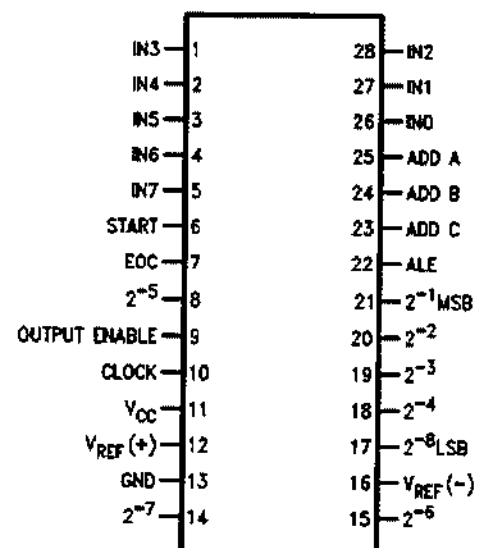 IN3 1 28 IN2
IN4 2 27 IN1
IN5 3 26 IN0
IN6 4 25 ADD A
IN7 5 24 ADD B
START 6 23 ADD C
EOC 7 22 ALE
2⁻⁵ 8 21 2⁻¹MSB
OUTPUT ENABLE 9 20 2⁻²
CLOCK 10 19 2⁻³
VCC 11 18 2⁻⁴
VREF(+) 12 17 2⁻⁸LSB
GND 13 16 VREF(−)
2⁻⁷ 14 15 2⁻⁶